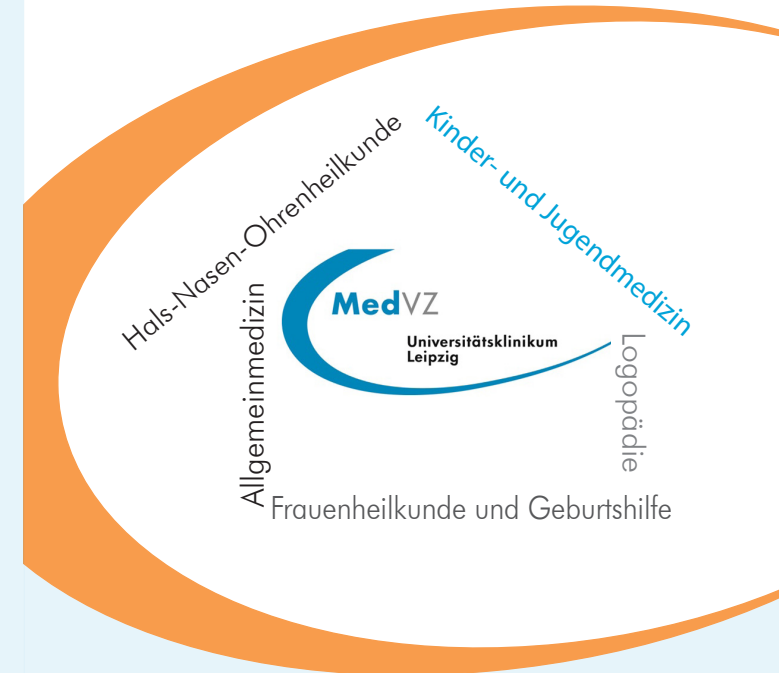 Hals-Nasen-Ohrenheilkunde
Kinder- und Jugendmedizin
Allgemeinmedizin
MedVZ
Universitätsklinikum
Leipzig
Logopädie
Frauenheilkunde und Geburtshilfe